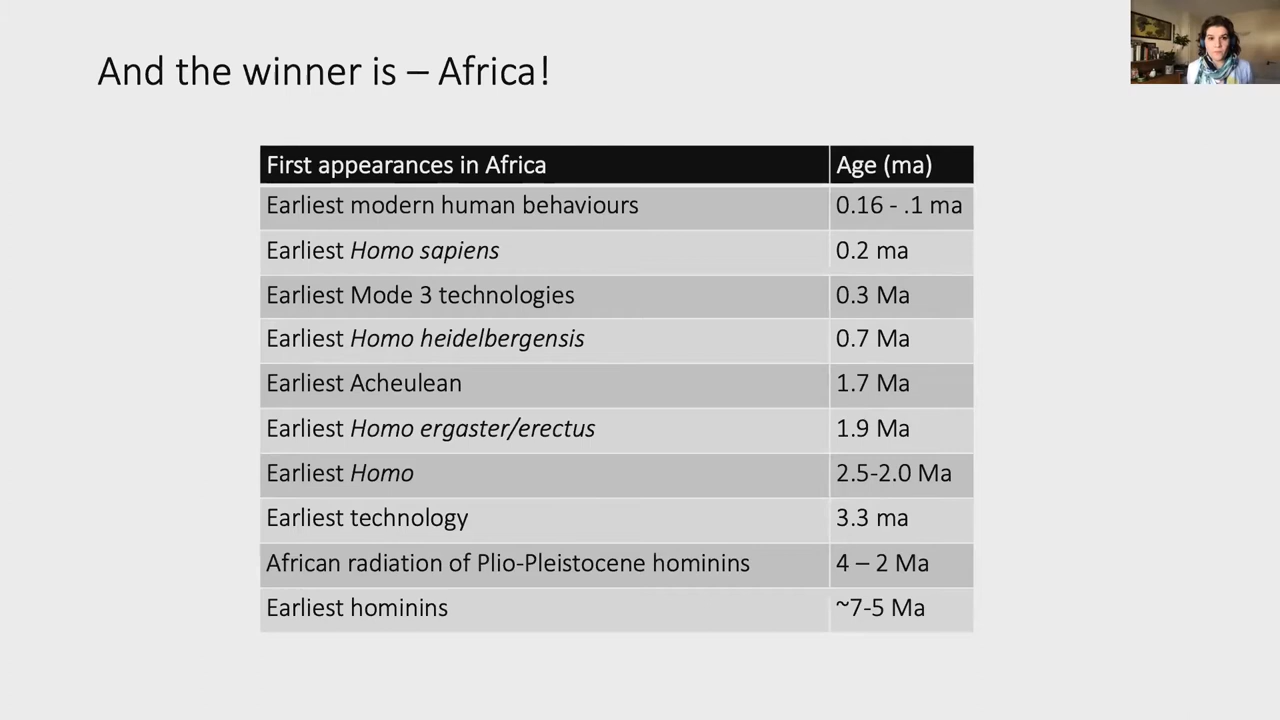 And the winner is – Africa!
First appearances in Africa Age (ma)
Earliest modern human behaviours 0.16 - .1 ma
Earliest Homo sapiens 0.2 ma
Earliest Mode 3 technologies 0.3 Ma
Earliest Homo heidelbergensis 0.7 Ma
Earliest Acheulean 1.7 Ma
Earliest Homo ergaster/erectus 1.9 Ma
Earliest Homo 2.5-2.0 Ma
Earliest technology 3.3 ma
African radiation of Plio-Pleistocene hominins 4 – 2 Ma
Earliest hominins ~7-5 Ma